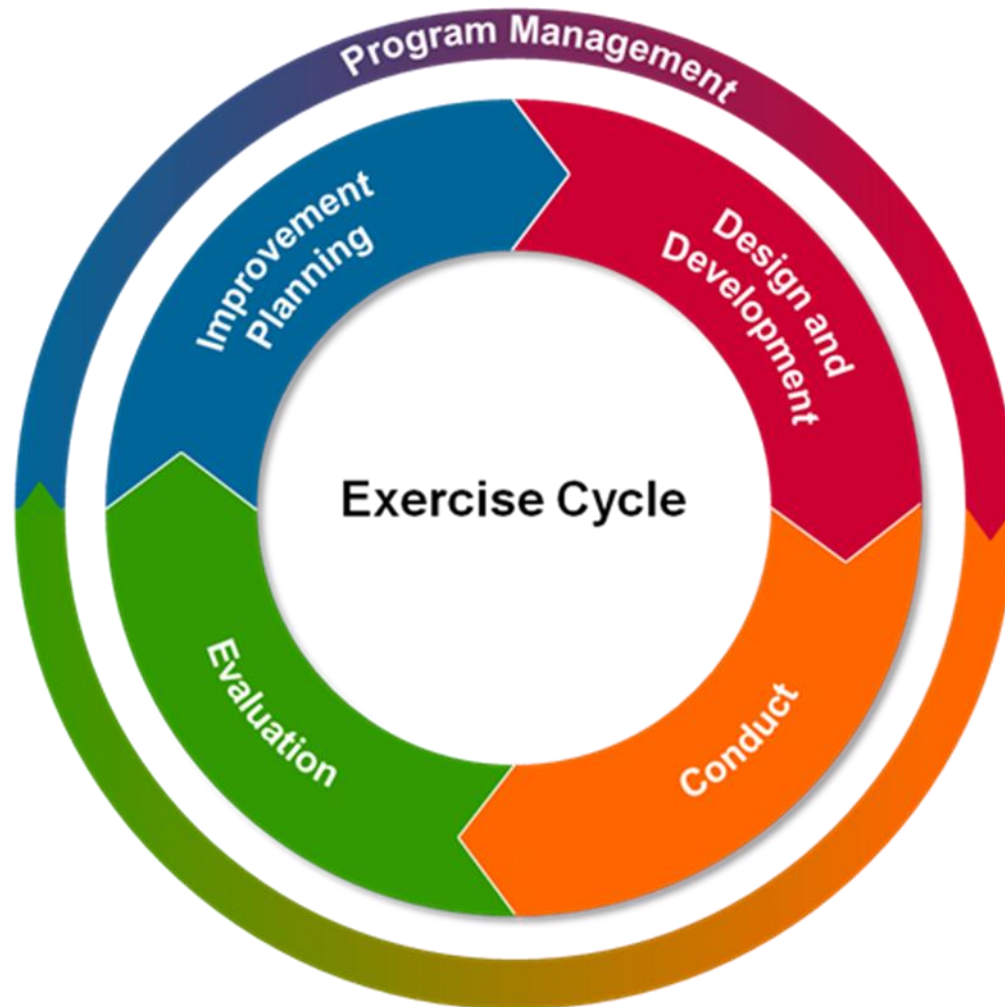 Program Management
Improvement
Planning
Design and
Development
Exercise Cycle
Evaluation
Conduct